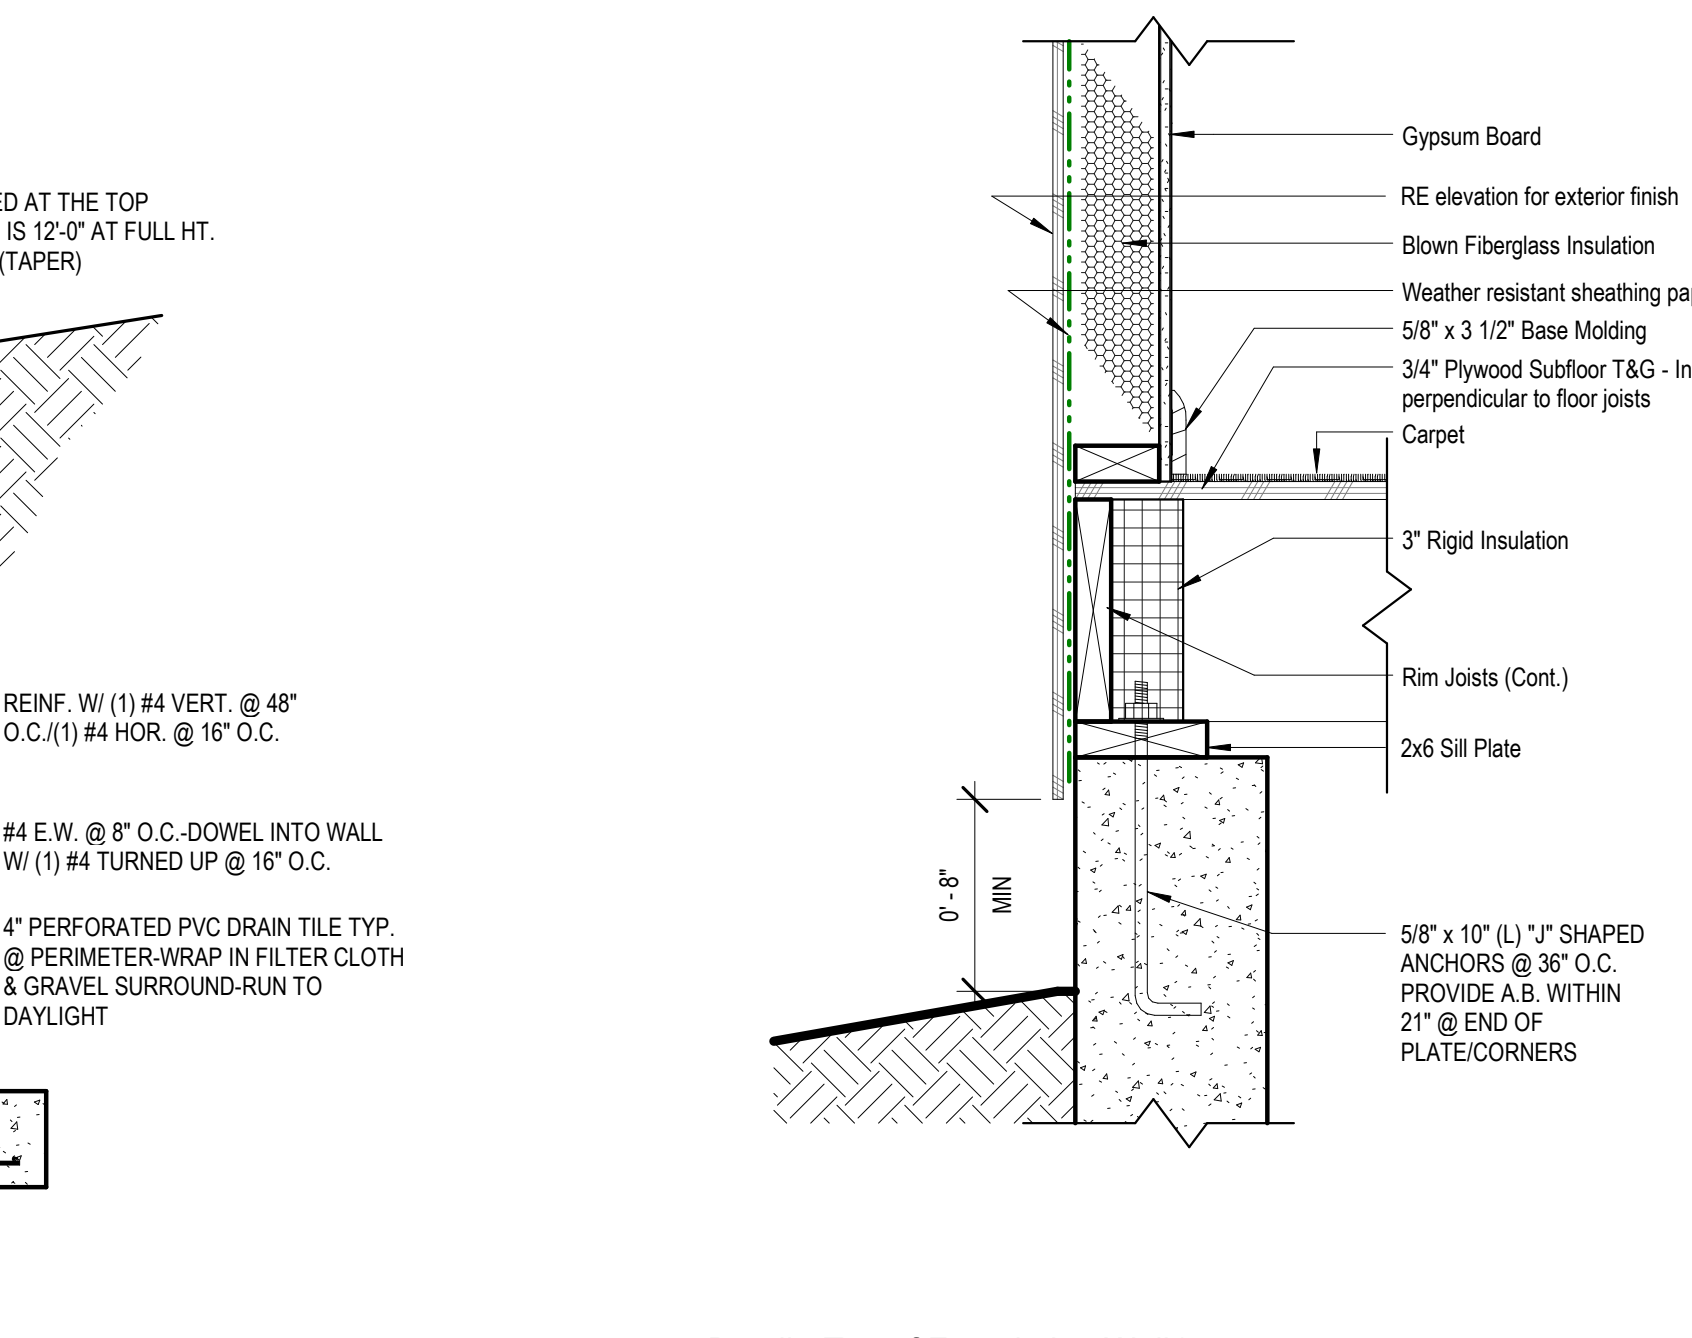 IS 12'-0" AT FULL HT.
(TAPER)
REINF. W/ (1) #4 VERT. @ 48"
O.C./(1) #4 HOR. @ 16" O.C.
#4 E.W. @ 8" O.C.-DOWEL INTO WALL
W/ (1) #4 TURNED UP @ 16" O.C.
4" PERFORATED PVC DRAIN TILE TYP.
@ PERIMETER-WRAP IN FILTER CLOTH
& GRAVEL SURROUND-RUN TO
DAYLIGHT
AT THE TOP
Gypsum Board
RE elevation for exterior finish
Blown Fiberglass Insulation
Weather resistant sheathing
5/8" x 3 1/2" Base Molding
3/4" Plywood Subfloor T&G -
perpendicular to floor joists
Carpet
3" Rigid Insulation
Rim Joists (Cont.)
2x6 Sill Plate
0' - 8"
MIN
5/8" x 10" (L) "J" SHAPED
ANCHORS @ 36" O.C.
PROVIDE A.B. WITHIN
21" @ END OF
PLATE/CORNERS